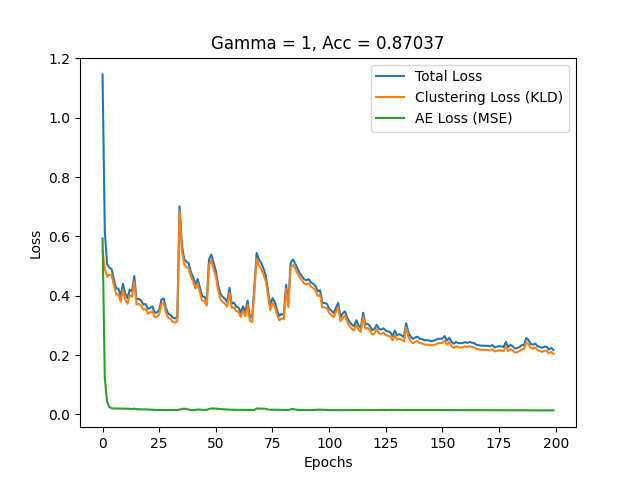 Gamma = 1, Acc = 0.87037
Total Loss
Clustering Loss (KLD)
AE Loss (MSE)
Loss
1.2
1.0
0.8
0.6
0.4
0.2
0.0
0 25 50 75 100 125 150 175 200
Epochs